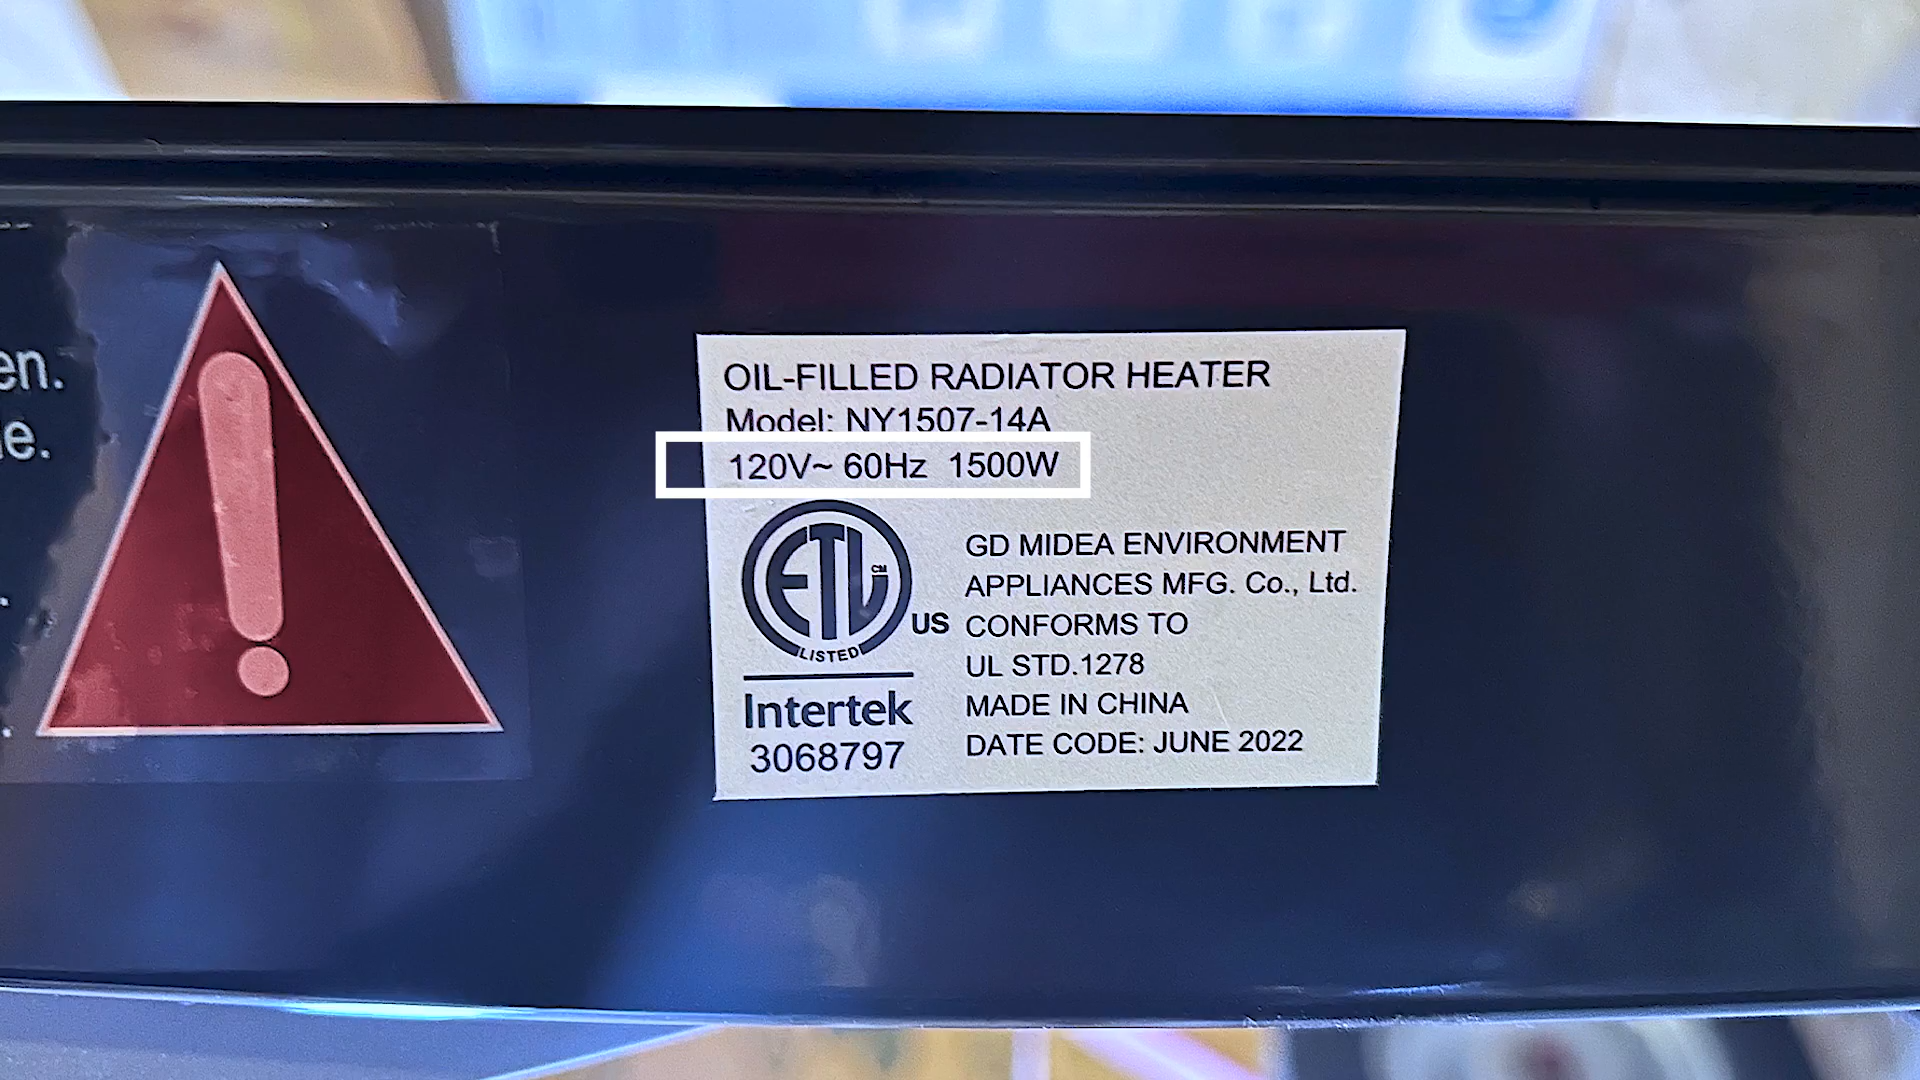 en.
e.
.
.
OIL-FILLED RADIATOR HEATER
Model: NY1507-14A
120V~ 60Hz 1500W
ETL CM
LISTED
US
Intertek
3068797
GD MIDEA ENVIRONMENT
APPLIANCES MFG. Co., Ltd.
CONFORMS TO
UL STD.1278
MADE IN CHINA
DATE CODE: JUNE 2022